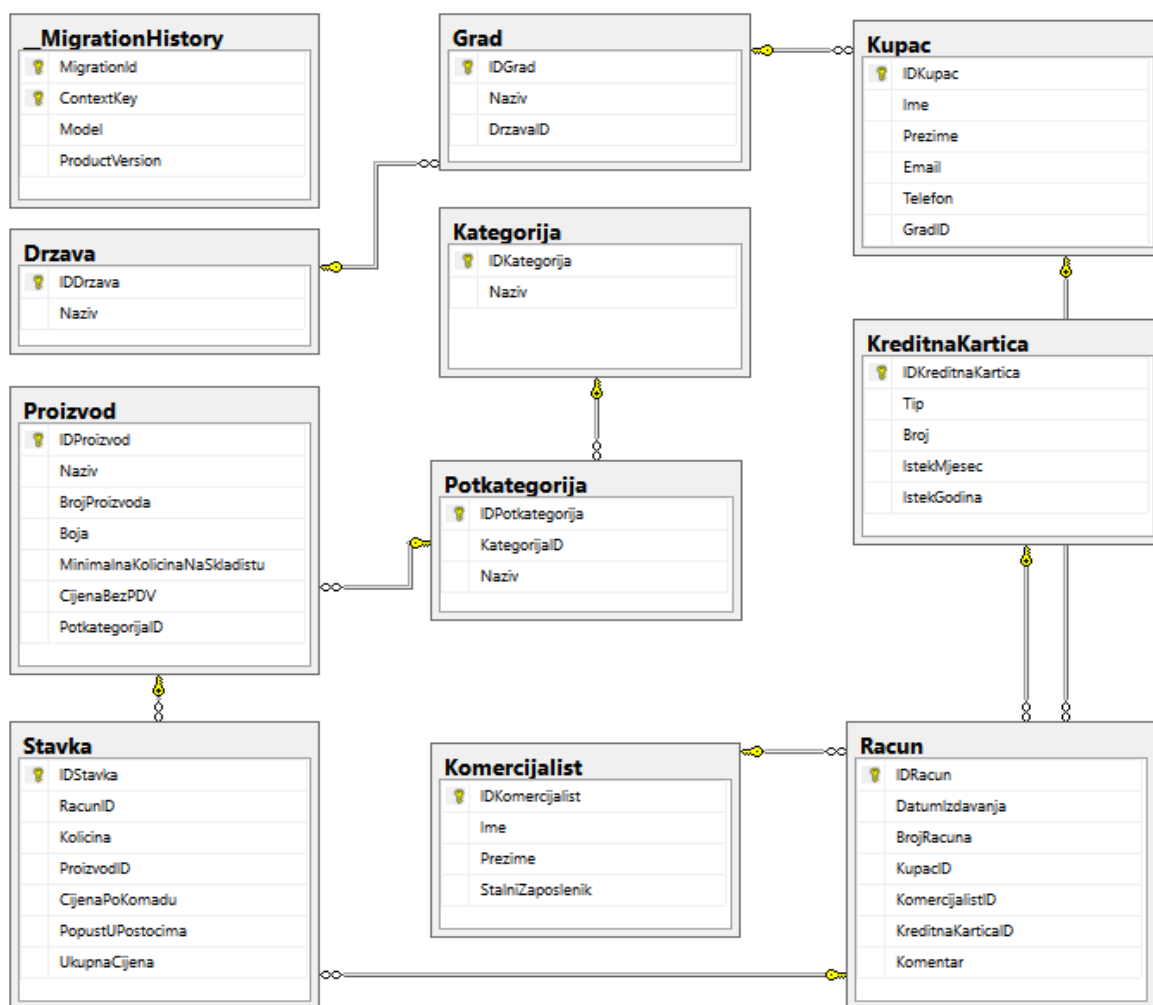 __MigrationHistory
MigrationId
ContextKey
Model
ProductVersion
Grad
IDGrad
Naziv
DrzavaID
Kupac
IDKupac
Ime
Prezime
Email
Telefon
GradID
Drzava
IDDrzava
Naziv
Kategorija
IDKategorija
Naziv
KreditnaKartica
IDKreditnaKartica
Tip
Broj
IstekMjesec
IstekGodina
Proizvod
IDProizvod
Naziv
BrojProizvoda
Boja
MinimalnaKolicinaNaSkladistu
CijenaBezPDV
PotkategorijaID
Potkategorija
IDPotkategorija
KategorijaID
Naziv
Stavka
IDStavka
RacunID
Kolicina
ProizvodID
CijenaPoKomadu
PopustUPostocima
UkupnaCijena
Komercijalist
IDKomercijalist
Ime
Prezime
StalniZaposlenik
Racun
IDRacun
DatumIzdavanja
BrojRacuna
KupacID
KomercijalistID
KreditnaKarticaID
Komentar